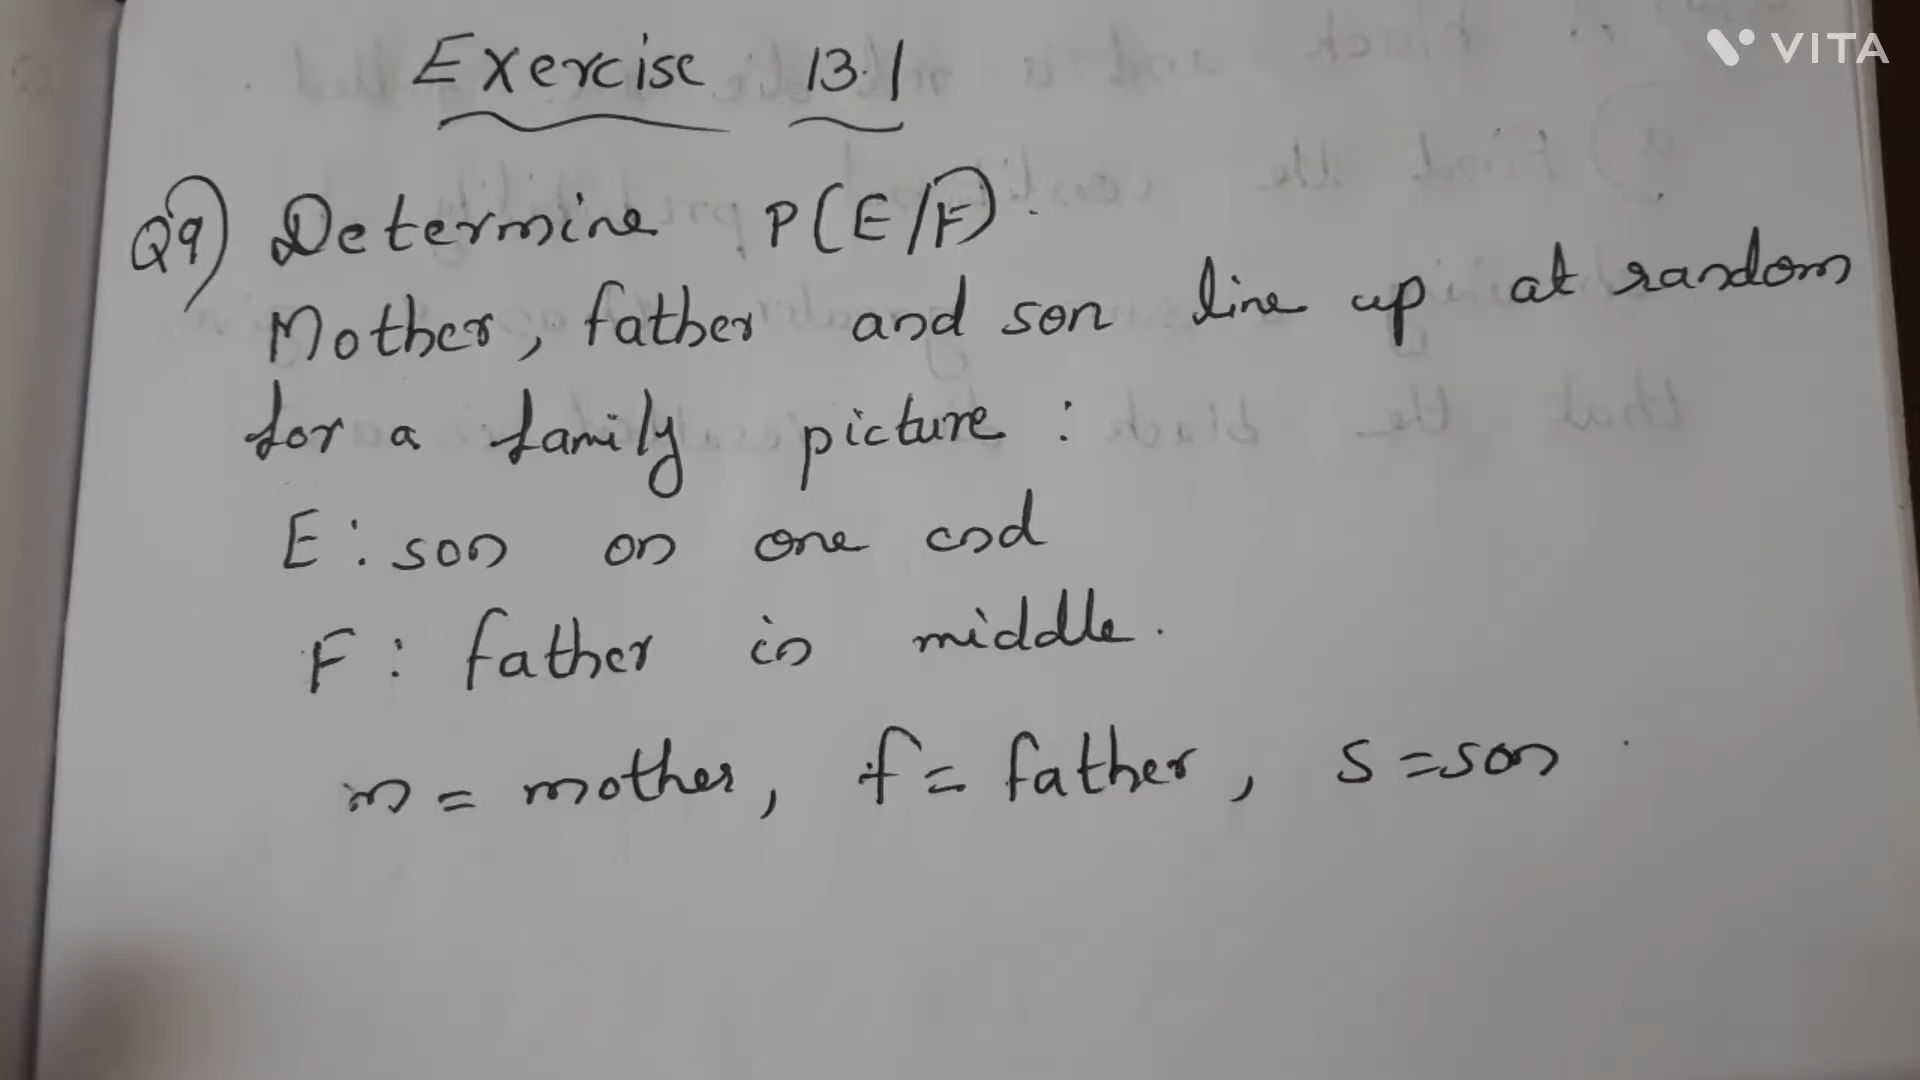 VITA
Exercise 13.1
Q9) Determine P(E/F).
Mother, father and son line up at random
for a family picture :
E : son on one end
F : father in middle.
m = mother, f = father, s = son